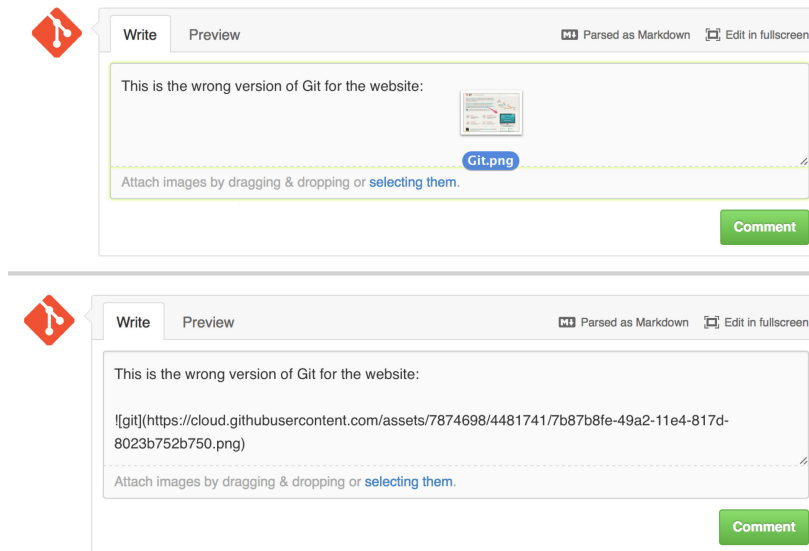 Write Preview Parsed as Markdown Edit in fullscreen
This is the wrong version of Git for the website:
Git.png
Attach images by dragging & dropping or selecting them.
Comment
Write Preview Parsed as Markdown Edit in fullscreen
This is the wrong version of Git for the website:
![git](https://cloud.githubusercontent.com/assets/7874698/4481741/7b87b8fe-49a2-11e4-817d-
8023b752b750.png)
Attach images by dragging & dropping or selecting them.
Comment